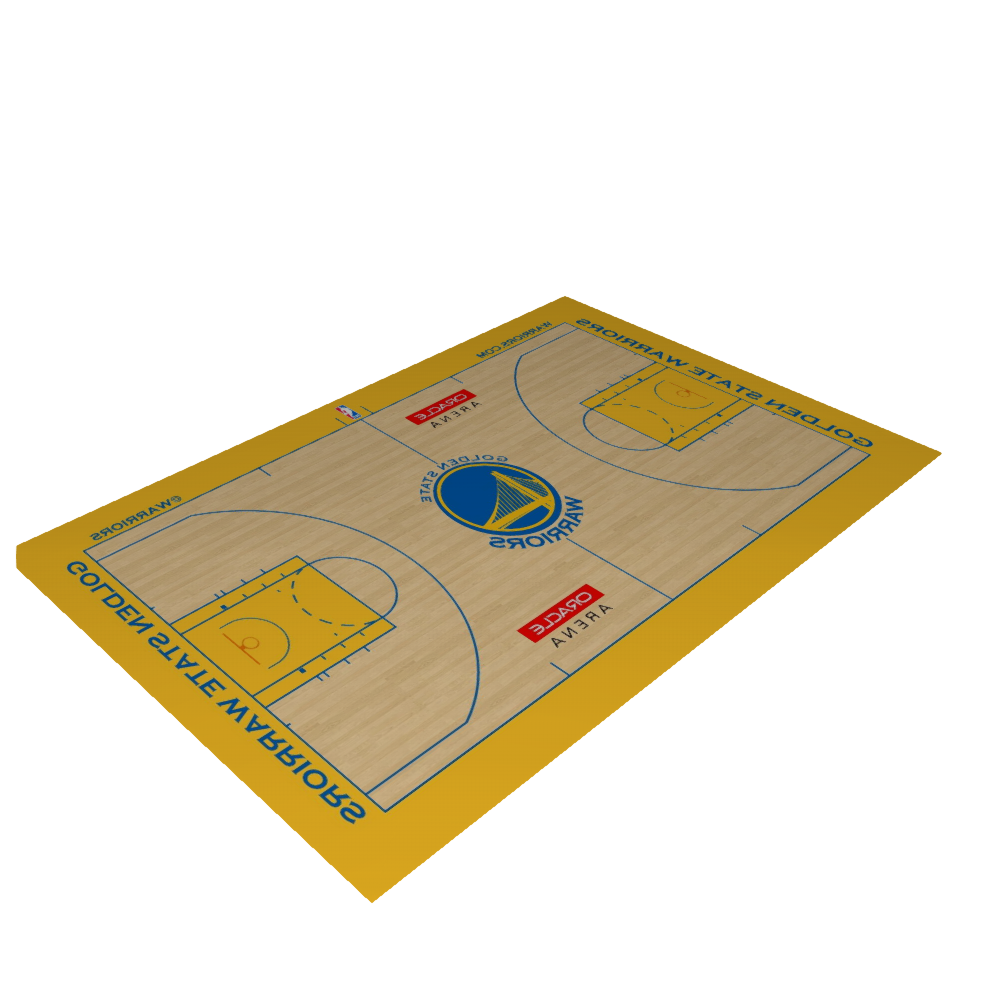 GOLDEN STATE WARRIORS
WARRIORS.COM
ORACLE
ARENA
GOLDEN STATE
WARRIORS
@WARRIORS
ORACLE
ARENA
GOLDEN STATE WARRIORS